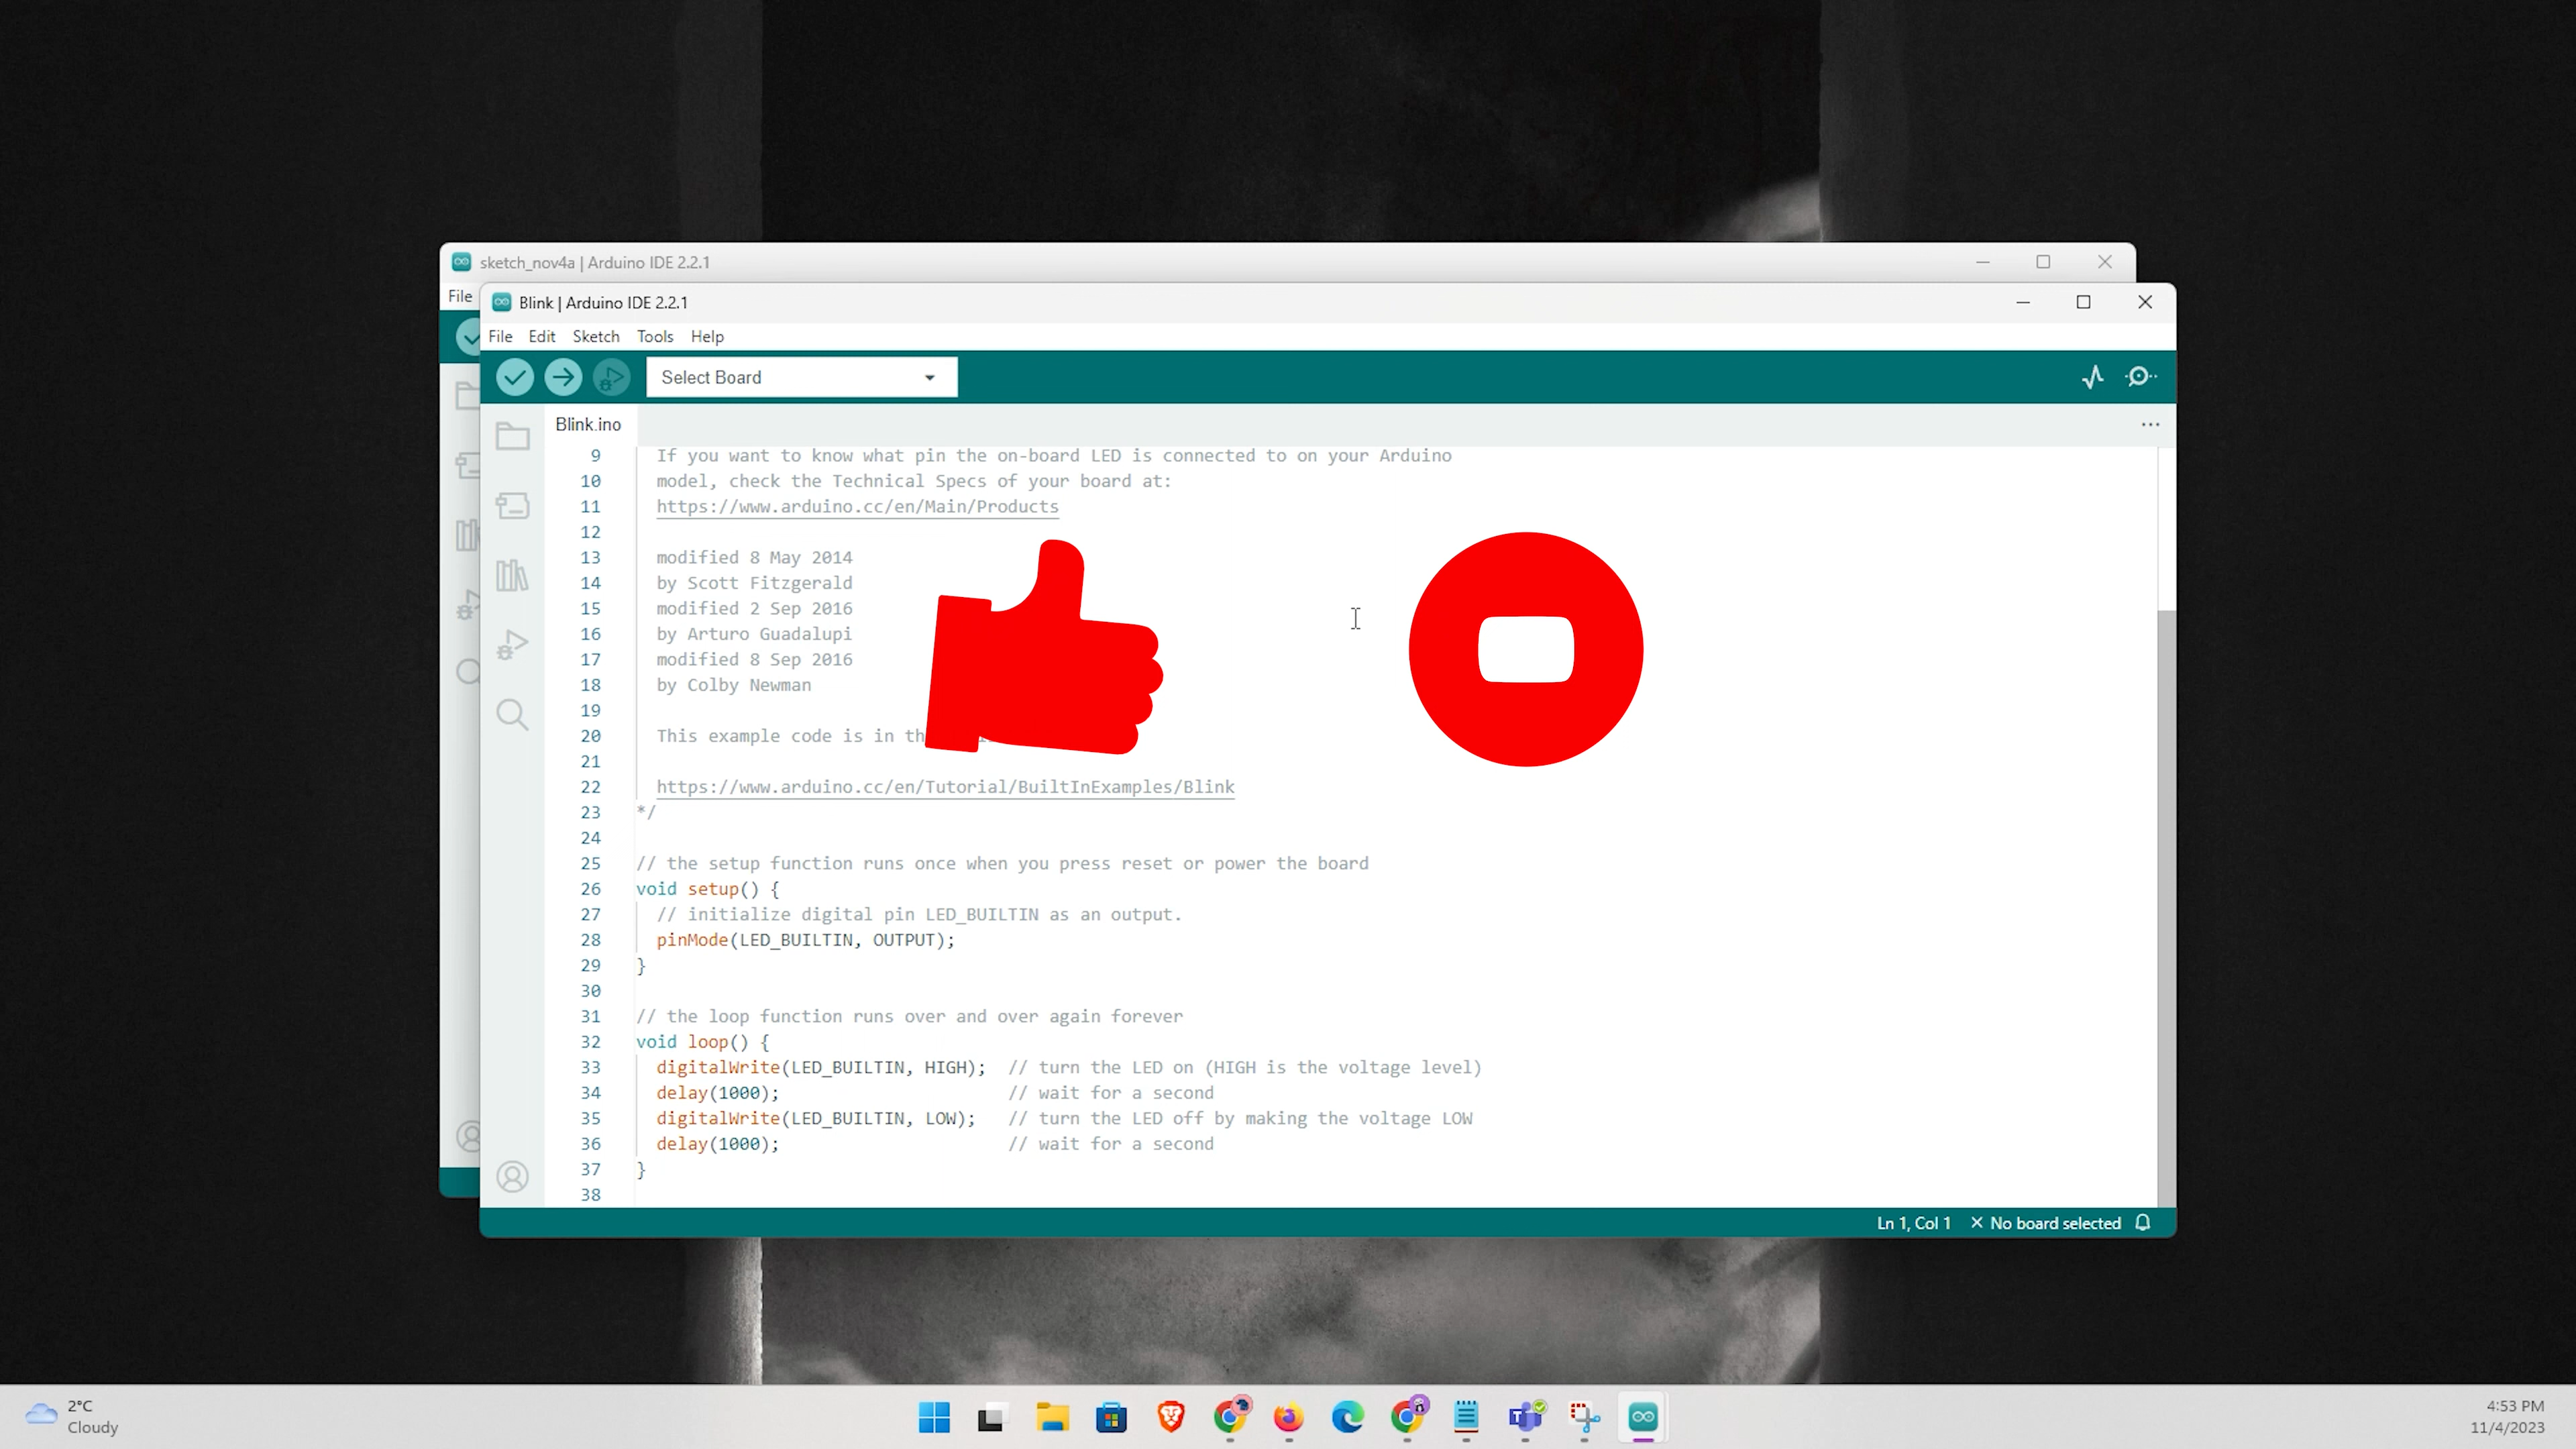 sketch_nov4a | Arduino IDE 2.2.1
File
Blink | Arduino IDE 2.2.1
File Edit Sketch Tools Help
Select Board
Blink.ino
9 If you want to know what pin the on-board LED is connected to on your Arduino
10 model, check the Technical Specs of your board at:
11 https://www.arduino.cc/en/Main/Products
12
13 modified 8 May 2014
14 by Scott Fitzgerald
15 modified 2 Sep 2016
16 by Arturo Guadalupi
17 modified 8 Sep 2016
18 by Colby Newman
19
20 This example code is in
21
22 https://www.arduino.cc/en/Tutorial/BuiltInExamples/Blink
23 */
24
25 // the setup function runs once when you press reset or power the board
26 void setup() {
27 // initialize digital pin LED_BUILTIN as an output.
28 pinMode(LED_BUILTIN, OUTPUT);
29 }
30
31 // the loop function runs over and over again forever
32 void loop() {
33 digitalWrite(LED_BUILTIN, HIGH); // turn the LED on (HIGH is the voltage level)
34 delay(1000); // wait for a second
35 digitalWrite(LED_BUILTIN, LOW); // turn the LED off by making the voltage LOW
36 delay(1000); // wait for a second
37 }
38
Ln 1, Col 1 × No board selected
2°C
Cloudy
4:53 PM
11/4/2023